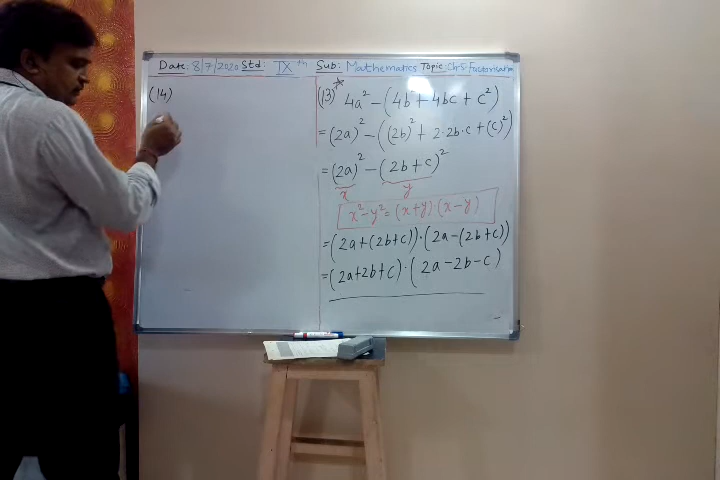 Date: 8/7/2020 Std: IXth Sub: Mathematics Topic: Ch:5 Factorisation
(14)
(13)* 4a² - (4b² + 4bc + c²)
= (2a)² - ((2b)² + 2·2b·c + (c)²)
= (2a)² - (2b + c)²
x y
x² - y² = (x+y)·(x-y)
= (2a + (2b+c))·(2a - (2b+c))
= (2a + 2b + c)·(2a - 2b - c)